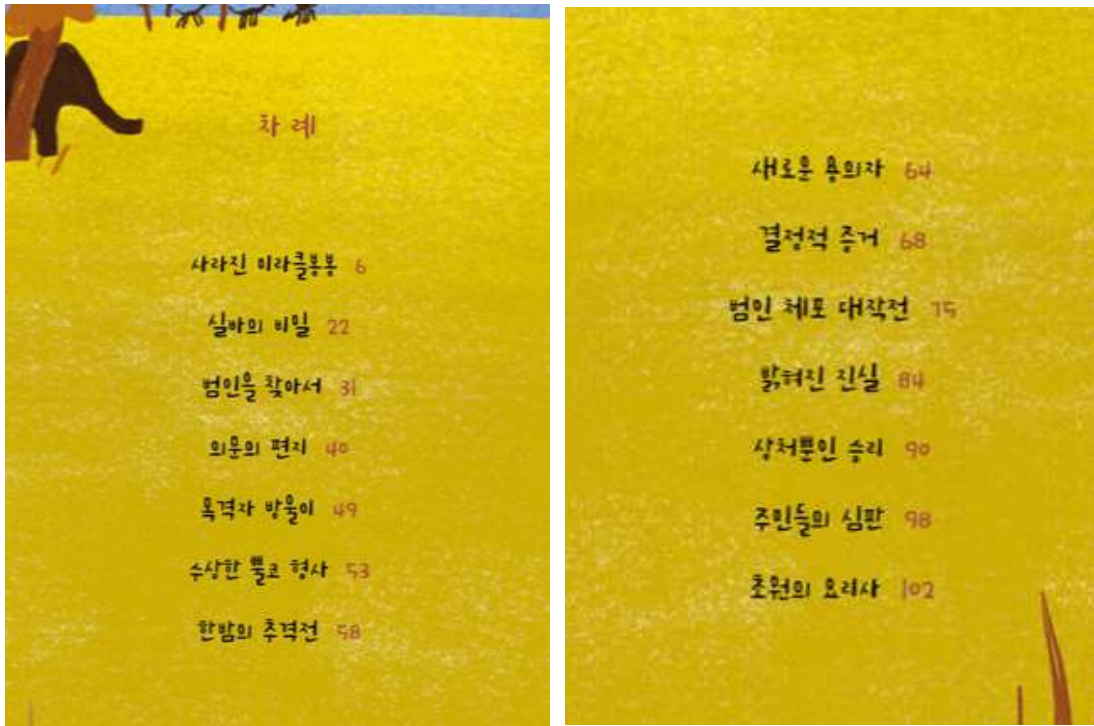 차례
사라진 미라클봉봉 6
실바의 비밀 22
범인을 찾아서 31
의문의 편지 40
목격자 방울이 49
수상한 뿔코 형사 53
한밤의 추격전 58
새로운 용의자 64
결정적 증거 68
범인 체포 대작전 75
밝혀진 진실 84
상처뿐인 승리 90
주민들의 심판 98
초원의 요리사 102